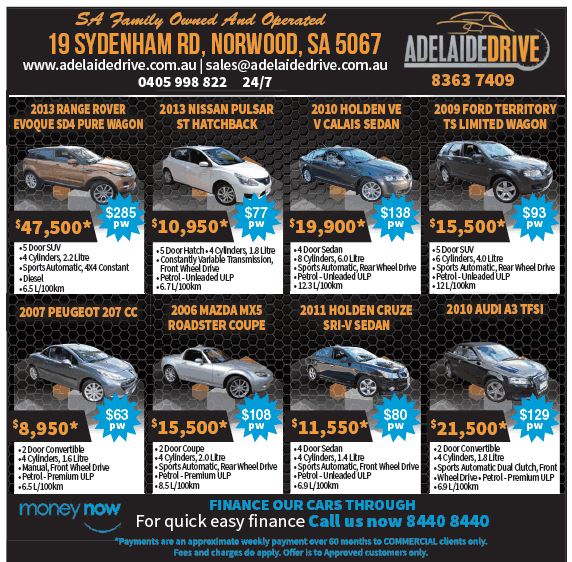 SA Family Owned And Operated
19 SYDENHAM RD, NORWOOD, SA 5067
www.adelaidedrive.com.au | sales@adelaidedrive.com.au
0405 998 822 24/7
ADELAIDEDRIVE
8363 7409
2013 RANGE ROVER
EVOQUE SD4 PURE WAGON
$47,500*
$285
pw
• 5 Door SUV
• 4 Cylinders, 2.2 Litre
• Sports Automatic, 4X4 Constant
• Diesel
• 6.5 L/100km
2013 NISSAN PULSAR
ST HATCHBACK
$10,950*
$77
pw
• 5 Door Hatch • 4 Cylinders, 1.8 Litre
• Constantly Variable Transmission,
Front Wheel Drive
• Petrol - Unleaded ULP
• 6.7 L/100km
2010 HOLDEN VE
V CALAIS SEDAN
$19,900*
$138
pw
• 4 Door Sedan
• 8 Cylinders, 6.0 Litre
• Sports Automatic, Rear Wheel Drive
• Petrol - Unleaded ULP
• 12.3 L/100km
2009 FORD TERRITORY
TS LIMITED WAGON
$15,500*
$93
pw
• 5 Door SUV
• 6 Cylinders, 4.0 Litre
• Sports Automatic, Rear Wheel Drive
• Petrol - Unleaded ULP
• 12 L/100km
2007 PEUGEOT 207 CC
$8,950*
$63
pw
• 2 Door Convertible
• 4 Cylinders, 1.6 Litre
• Manual, Front Wheel Drive
• Petrol - Premium ULP
• 6.5 L/100km
2006 MAZDA MX5
ROADSTER COUPE
$15,500*
$108
pw
• 2 Door Coupe
• 4 Cylinders, 2.0 Litre
• Sports Automatic, Rear Wheel Drive
• Petrol - Premium ULP
• 8.5 L/100km
2011 HOLDEN CRUZE
SRI-V SEDAN
$11,550*
$80
pw
• 4 Door Sedan
• 4 Cylinders, 1.4 Litre
• Sports Automatic, Front Wheel Drive
• Petrol - Unleaded ULP
• 6.9 L/100km
2010 AUDI A3 TFSI
$21,500*
$129
pw
• 2 Door Convertible
• 4 Cylinders, 1.8 Litre
• Sports Automatic Dual Clutch, Front
Wheel Drive • Petrol - Premium ULP
• 6.9 L/100km
money now
FINANCE OUR CARS THROUGH
For quick easy finance Call us now 8440 8440
*Payments are an approximate weekly payment over 60 months to COMMERCIAL clients only.
Fees and charges do apply. Offer is to Approved customers only.